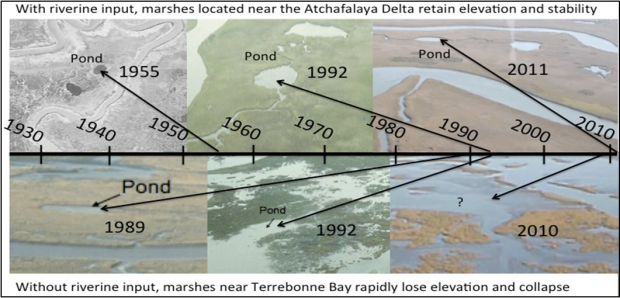 With riverine input, marshes located near the Atchafalaya Delta retain elevation and stability
Pond
1955
Pond
1992
Pond
2011
1930 1940 1950 1960 1970 1980 1990 2000 2010
Pond
1989
Pond
1992
?
2010
Without riverine input, marshes near Terrebonne Bay rapidly lose elevation and collapse